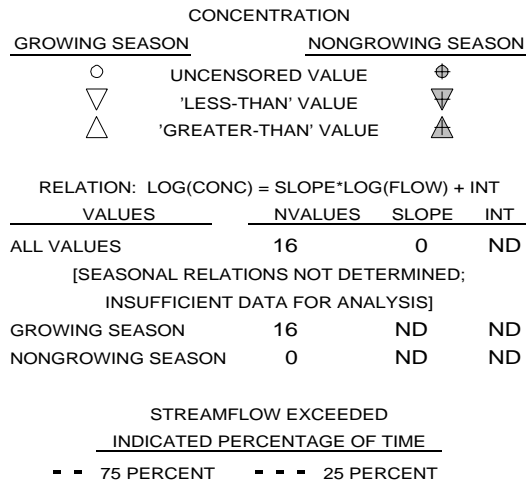 CONCENTRATION
GROWING SEASON NONGROWING SEASON
UNCENSORED VALUE
'LESS-THAN' VALUE
'GREATER-THAN' VALUE
RELATION: LOG(CONC) = SLOPE*LOG(FLOW) + INT
VALUES NVALUES SLOPE INT
ALL VALUES 16 0 ND
[SEASONAL RELATIONS NOT DETERMINED;
INSUFFICIENT DATA FOR ANALYSIS]
GROWING SEASON 16 ND ND
NONGROWING SEASON 0 ND ND
STREAMFLOW EXCEEDED
INDICATED PERCENTAGE OF TIME
75 PERCENT 25 PERCENT